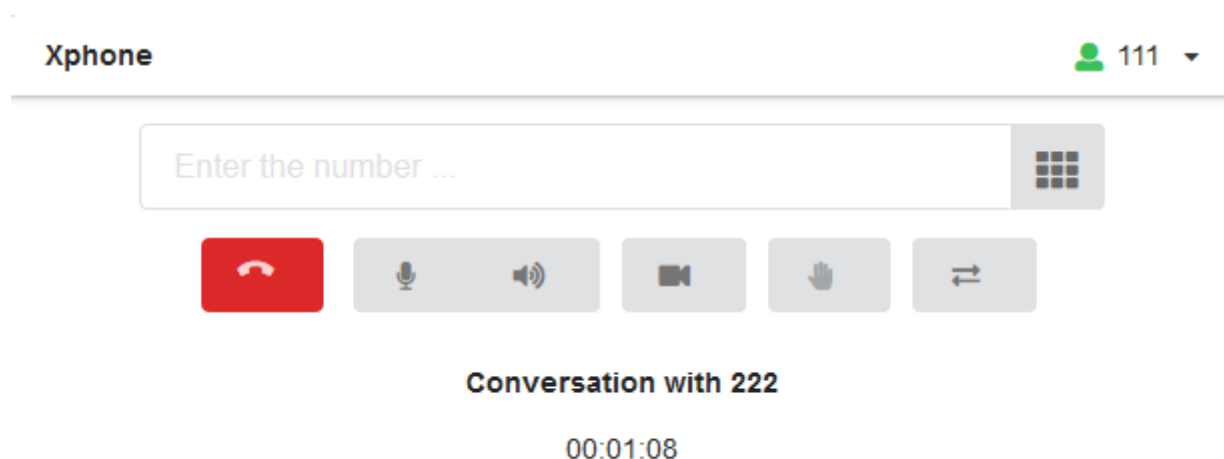 Xphone 111
Enter the number ...
Conversation with 222
00:01:08